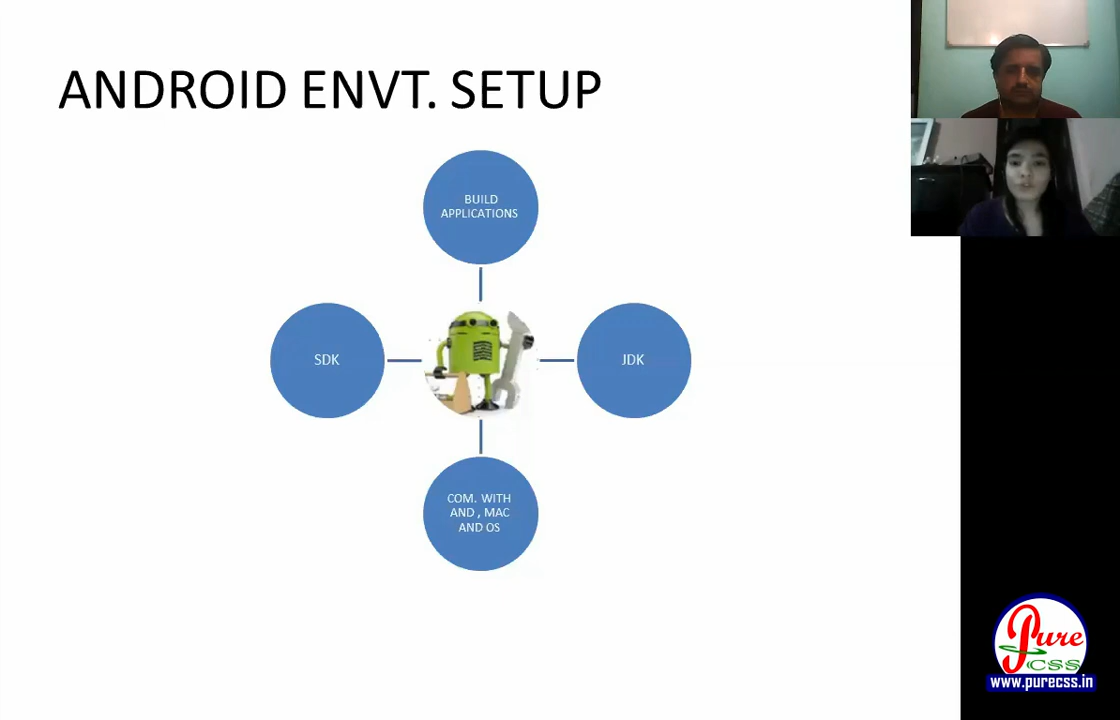 ANDROID ENVT. SETUP
BUILD
APPLICATIONS
SDK
JDK
COM. WITH
AND , MAC
AND OS
Pure
CSS
www.purecss.in